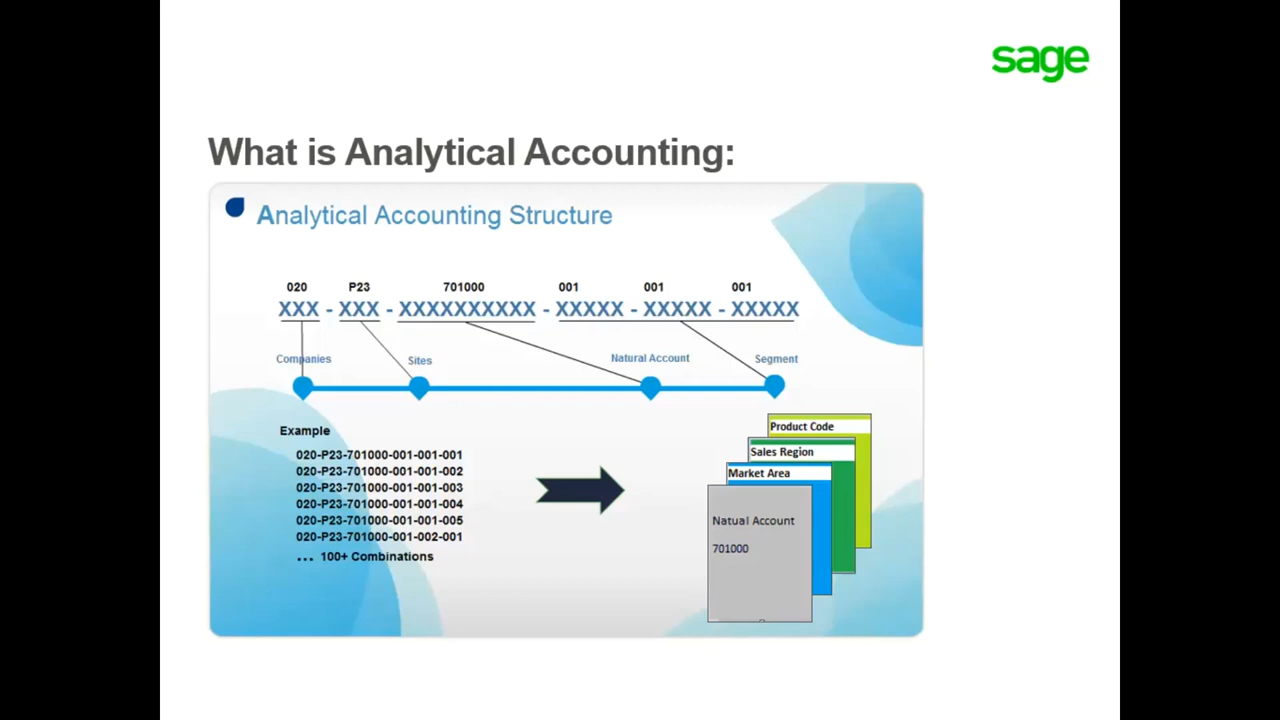 sage
What is Analytical Accounting:
Analytical Accounting Structure
020 P23 701000 001 001 001
XXX - XXX - XXXXXXXXXX - XXXXX - XXXXX - XXXXX
Companies Sites Natural Account Segment
Example
020-P23-701000-001-001-001
020-P23-701000-001-001-002
020-P23-701000-001-001-003
020-P23-701000-001-001-004
020-P23-701000-001-001-005
020-P23-701000-001-002-001
... 100+ Combinations
Product Code
Sales Region
Market Area
Natual Account
701000